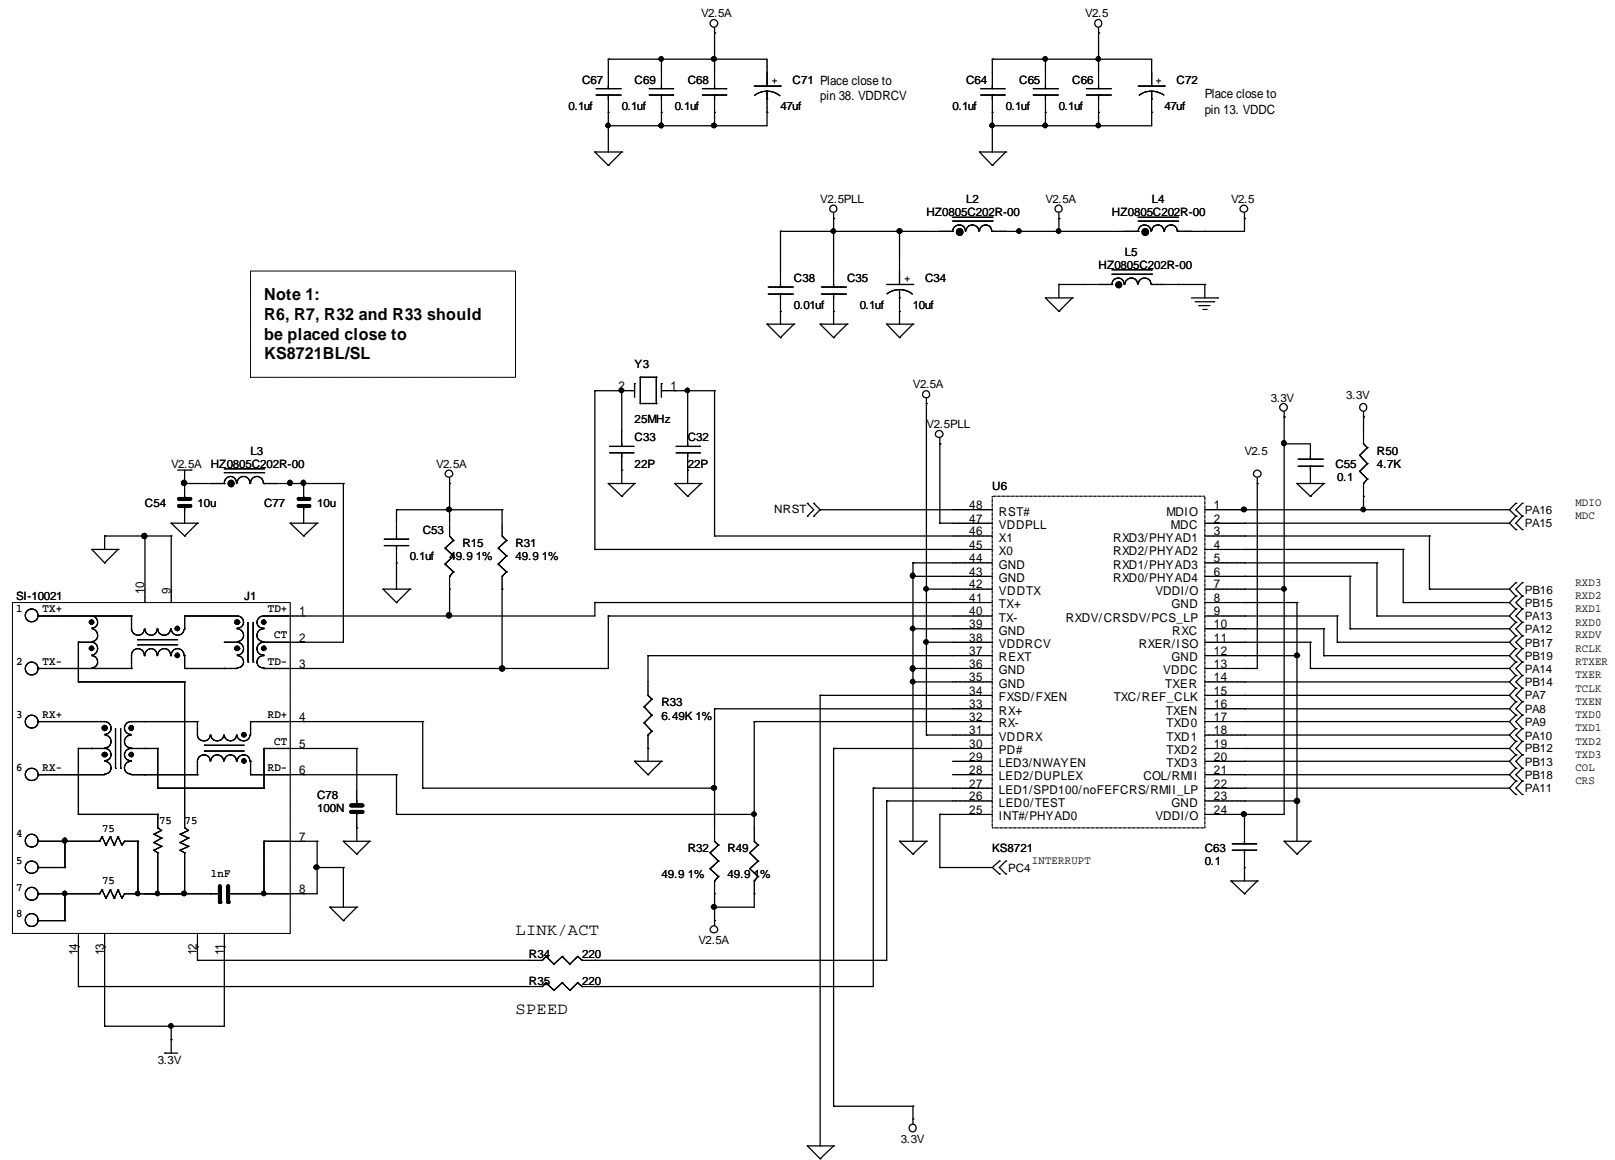 V2.5A
V2.5
C67
0.1uf
C69
0.1uf
C68
0.1uf
+
C71
47uf
Place close to
pin 38. VDDRCV
C64
0.1uf
C65
0.1uf
C66
0.1uf
+
C72
47uf
Place close to
pin 13. VDDC
V2.5PLL
L2
HZ0805C202R-00
V2.5A
L4
HZ0805C202R-00
V2.5
L5
HZ0805C202R-00
C38
0.01uf
C35
0.1uf
+
C34
10uf
Note 1:
R6, R7, R32 and R33 should
be placed close to
KS8721BL/SL
Y3
2
1
25MHz
C33
22P
C32
22P
V2.5A
V2.5PLL
3.3V
3.3V
V2.5
C55
0.1
R50
4.7K
L3
V2.5A
HZ0805C202R-00
C54
10u
C77
10u
V2.5A
C53
0.1uf
R15
49.9 1%
R31
49.9 1%
NRST
U6
48 RST#
47 VDDPLL
46 X1
45 X0
44 GND
43 GND
42 VDDTX
41 TX+
40 TX-
39 GND
38 VDDRCV
37 REXT
36 GND
35 GND
34 FXSD/FXEN
33 RX+
32 RX-
31 VDDRX
30 PD#
29 LED3/NWAYEN
28 LED2/DUPLEX
27 LED1/SPD100/noFEFCRS/RMII_LP
26 LED0/TEST
25 INT#/PHYAD0
MDIO 1
MDC 2
RXD3/PHYAD1 3
RXD2/PHYAD2 4
RXD1/PHYAD3 5
RXD0/PHYAD4 6
VDDI/O 7
GND 8
RXDV/CRSDV/PCS_LP 9
RXC 10
RXER/ISO 11
GND 12
VDDC 13
TXER 14
TXC/REF_CLK 15
TXEN 16
TXD0 17
TXD1 18
TXD2 19
TXD3 20
COL/RMII 21
22
GND 23
VDDI/O 24
KS8721
PC4
INTERRUPT
C63
0.1
PA16 MDIO
PA15 MDC
PB16 RXD3
PB15 RXD2
PA13 RXD1
PA12 RXD0
PB17 RXDV
PB19 RCLK
PA14 RTXER
PB14 TXER
PA7 TCLK
PA8 TXEN
PA9 TXD0
PA10 TXD1
PB12 TXD2
PB13 TXD3
PB18 COL
PA11 CRS
10
9
SI-10021
J1
1 TX+
TD+ 1
CT 2
2 TX-
TD- 3
3 RX+
RD+ 4
CT 5
6 RX-
RD- 6
75
75
75
75
4
5
7
8
1nF
7
8
14
13
12
11
3.3V
C78
100N
R33
6.49K 1%
R32
49.9 1%
R49
49.9 1%
V2.5A
LINK/ACT
R34
220
R35
220
SPEED
3.3V